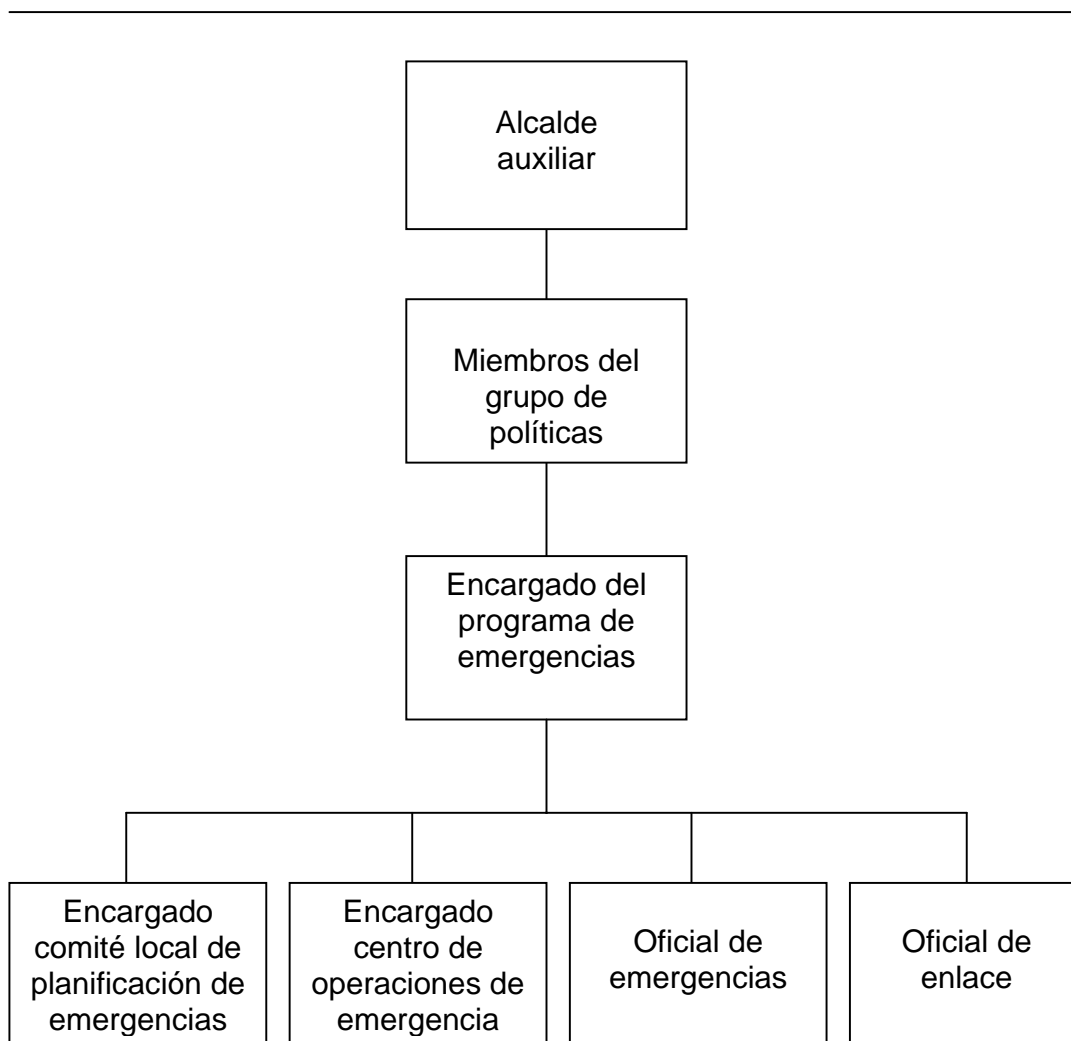 Alcalde
auxiliar
Miembros del
grupo de
políticas
Encargado del
programa de
emergencias
Encargado
comité local de
planificación de
emergencias
Encargado
centro de
operaciones de
emergencia
Oficial de
emergencias
Oficial de
enlace